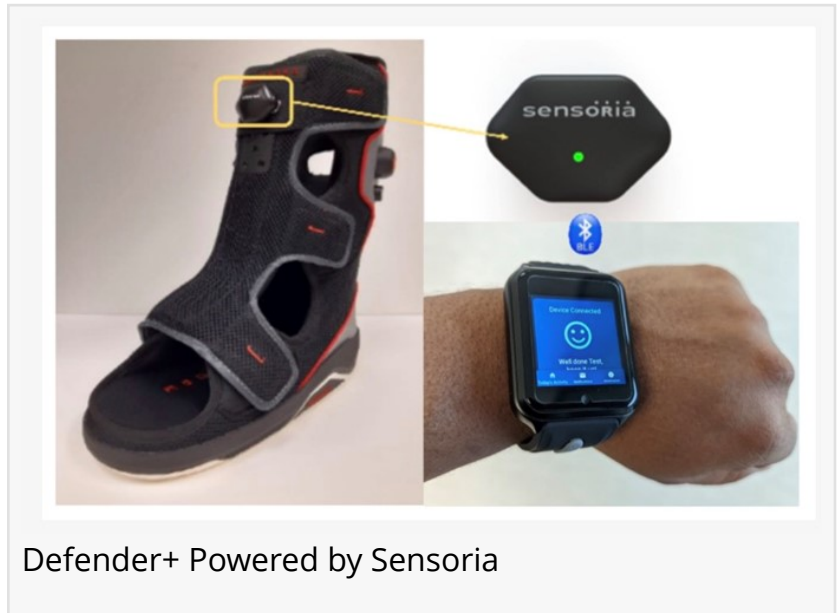 sensoria
BLE
Device Connected
Well done Test,
Defender+ Powered by Sensoria